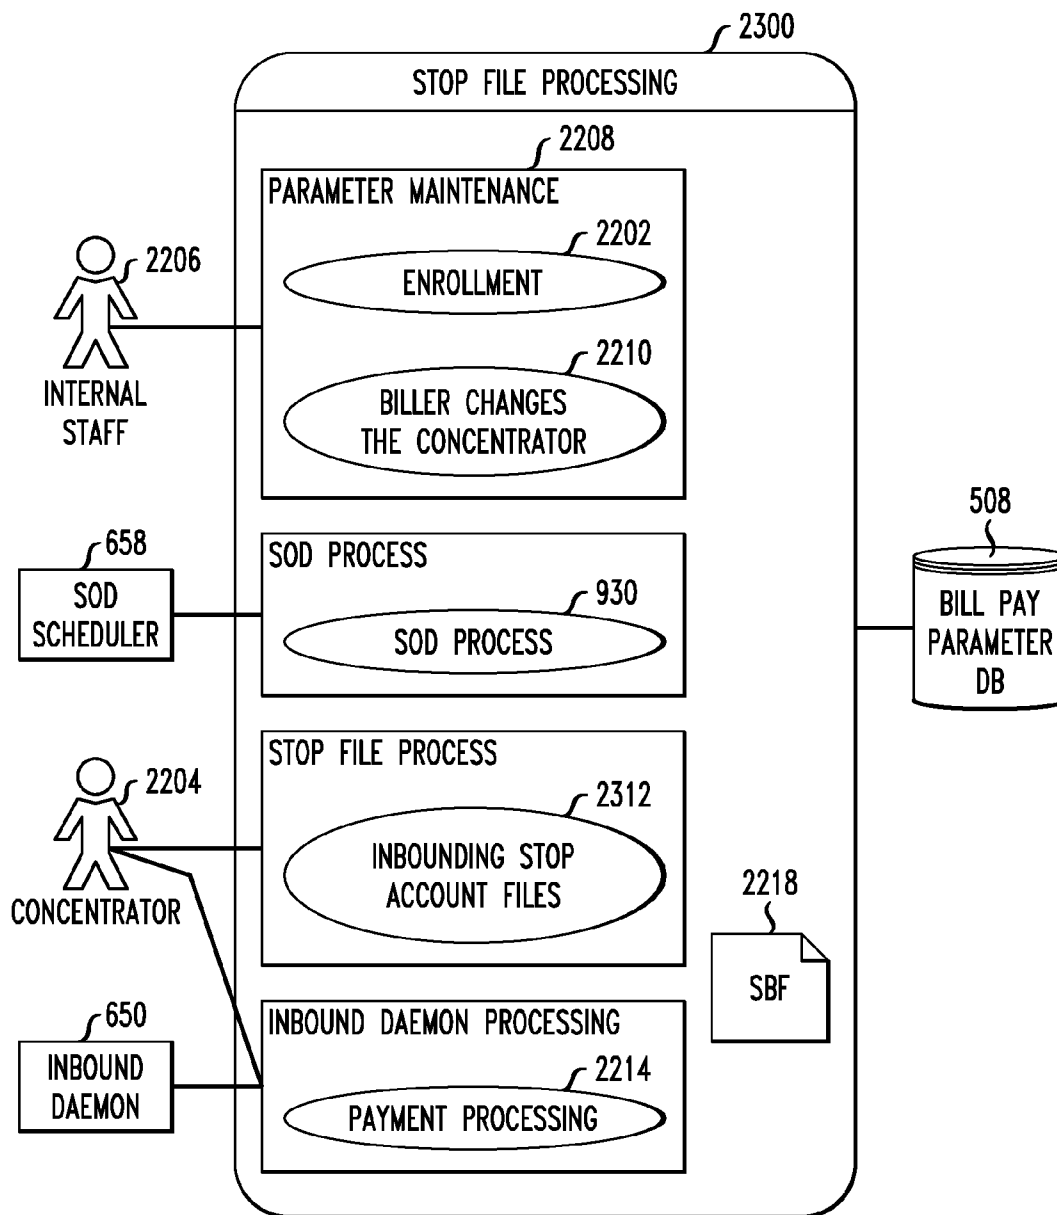 2300
STOP FILE PROCESSING
2208
PARAMETER MAINTENANCE
2202
ENROLLMENT
2206
INTERNAL
STAFF
2210
BILLER CHANGES
THE CONCENTRATOR
658
SOD
SCHEDULER
SOD PROCESS
930
SOD PROCESS
508
BILL PAY
PARAMETER
DB
2204
CONCENTRATOR
STOP FILE PROCESS
2312
INBOUNDING STOP
ACCOUNT FILES
2218
SBF
650
INBOUND
DAEMON
INBOUND DAEMON PROCESSING
2214
PAYMENT PROCESSING